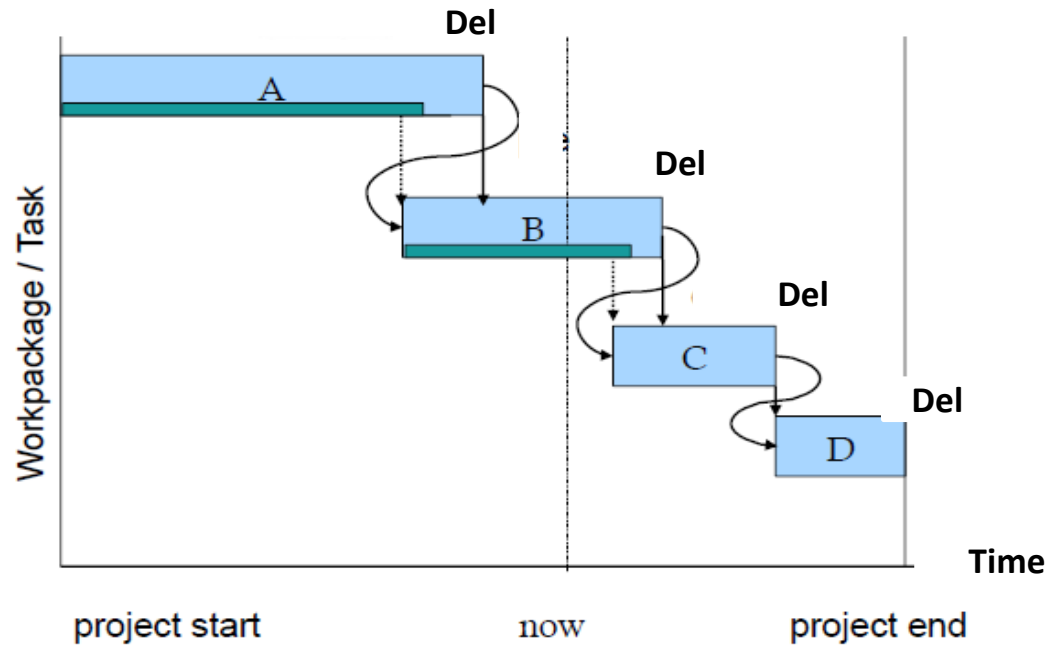 Del
A
Del
B
Del
C
Del
D
Workpackage / Task
Time
project start
now
project end